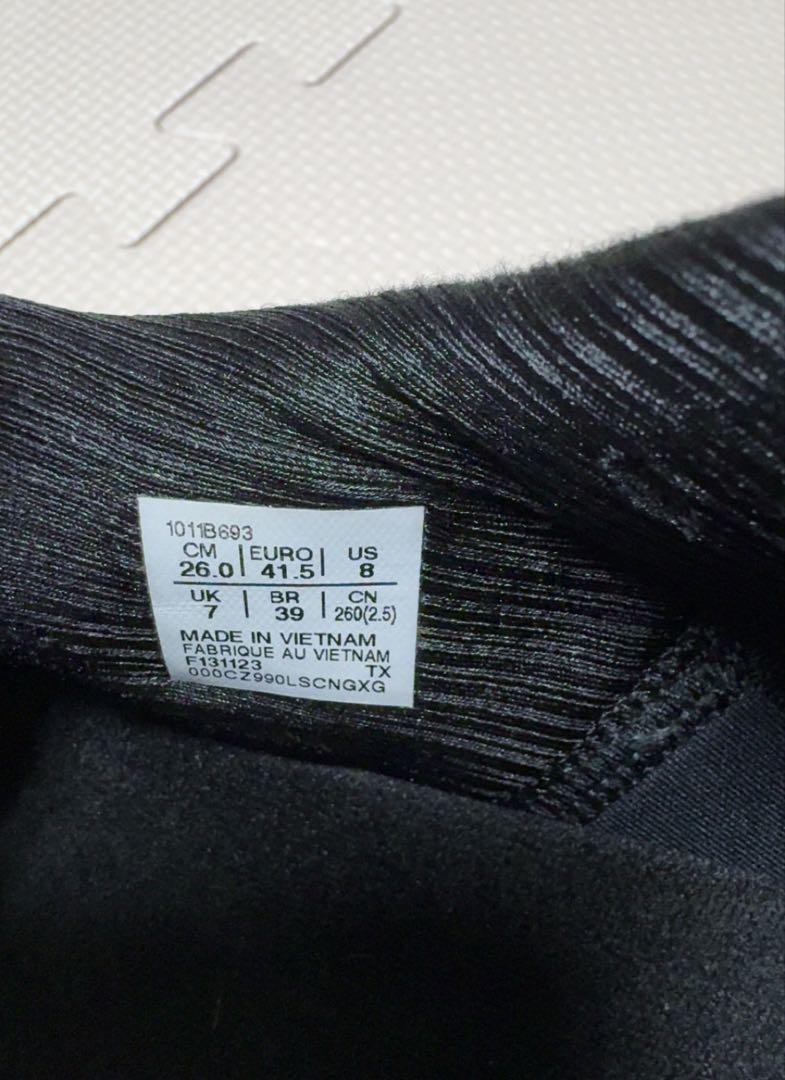 1011B693
CM | EURO | US
26.0 | 41.5 | 8
UK | BR | CN
7 | 39 | 260(2.5)
MADE IN VIETNAM
FABRIQUE AU VIETNAM
F131123 TX
000CZ990LSCNGXG